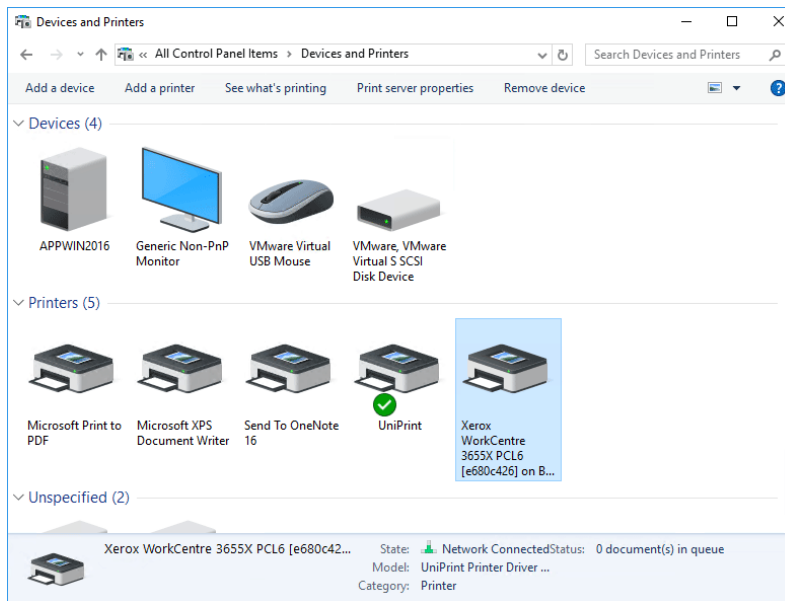 Devices and Printers
« All Control Panel Items > Devices and Printers
Search Devices and Printers
Add a device
Add a printer
See what's printing
Print server properties
Remove device
?
Devices (4)
APPWIN2016
Generic Non-PnP
Monitor
VMware Virtual
USB Mouse
VMware, VMware
Virtual S SCSI
Disk Device
Printers (5)
Microsoft Print to
PDF
Microsoft XPS
Document Writer
Send To OneNote
16
UniPrint
Xerox
WorkCentre
3655X PCL6
[e680c426] on B...
Unspecified (2)
Xerox WorkCentre 3655X PCL6 [e680c42...
State: Network Connected
Status: 0 document(s) in queue
Model: UniPrint Printer Driver ...
Category: Printer